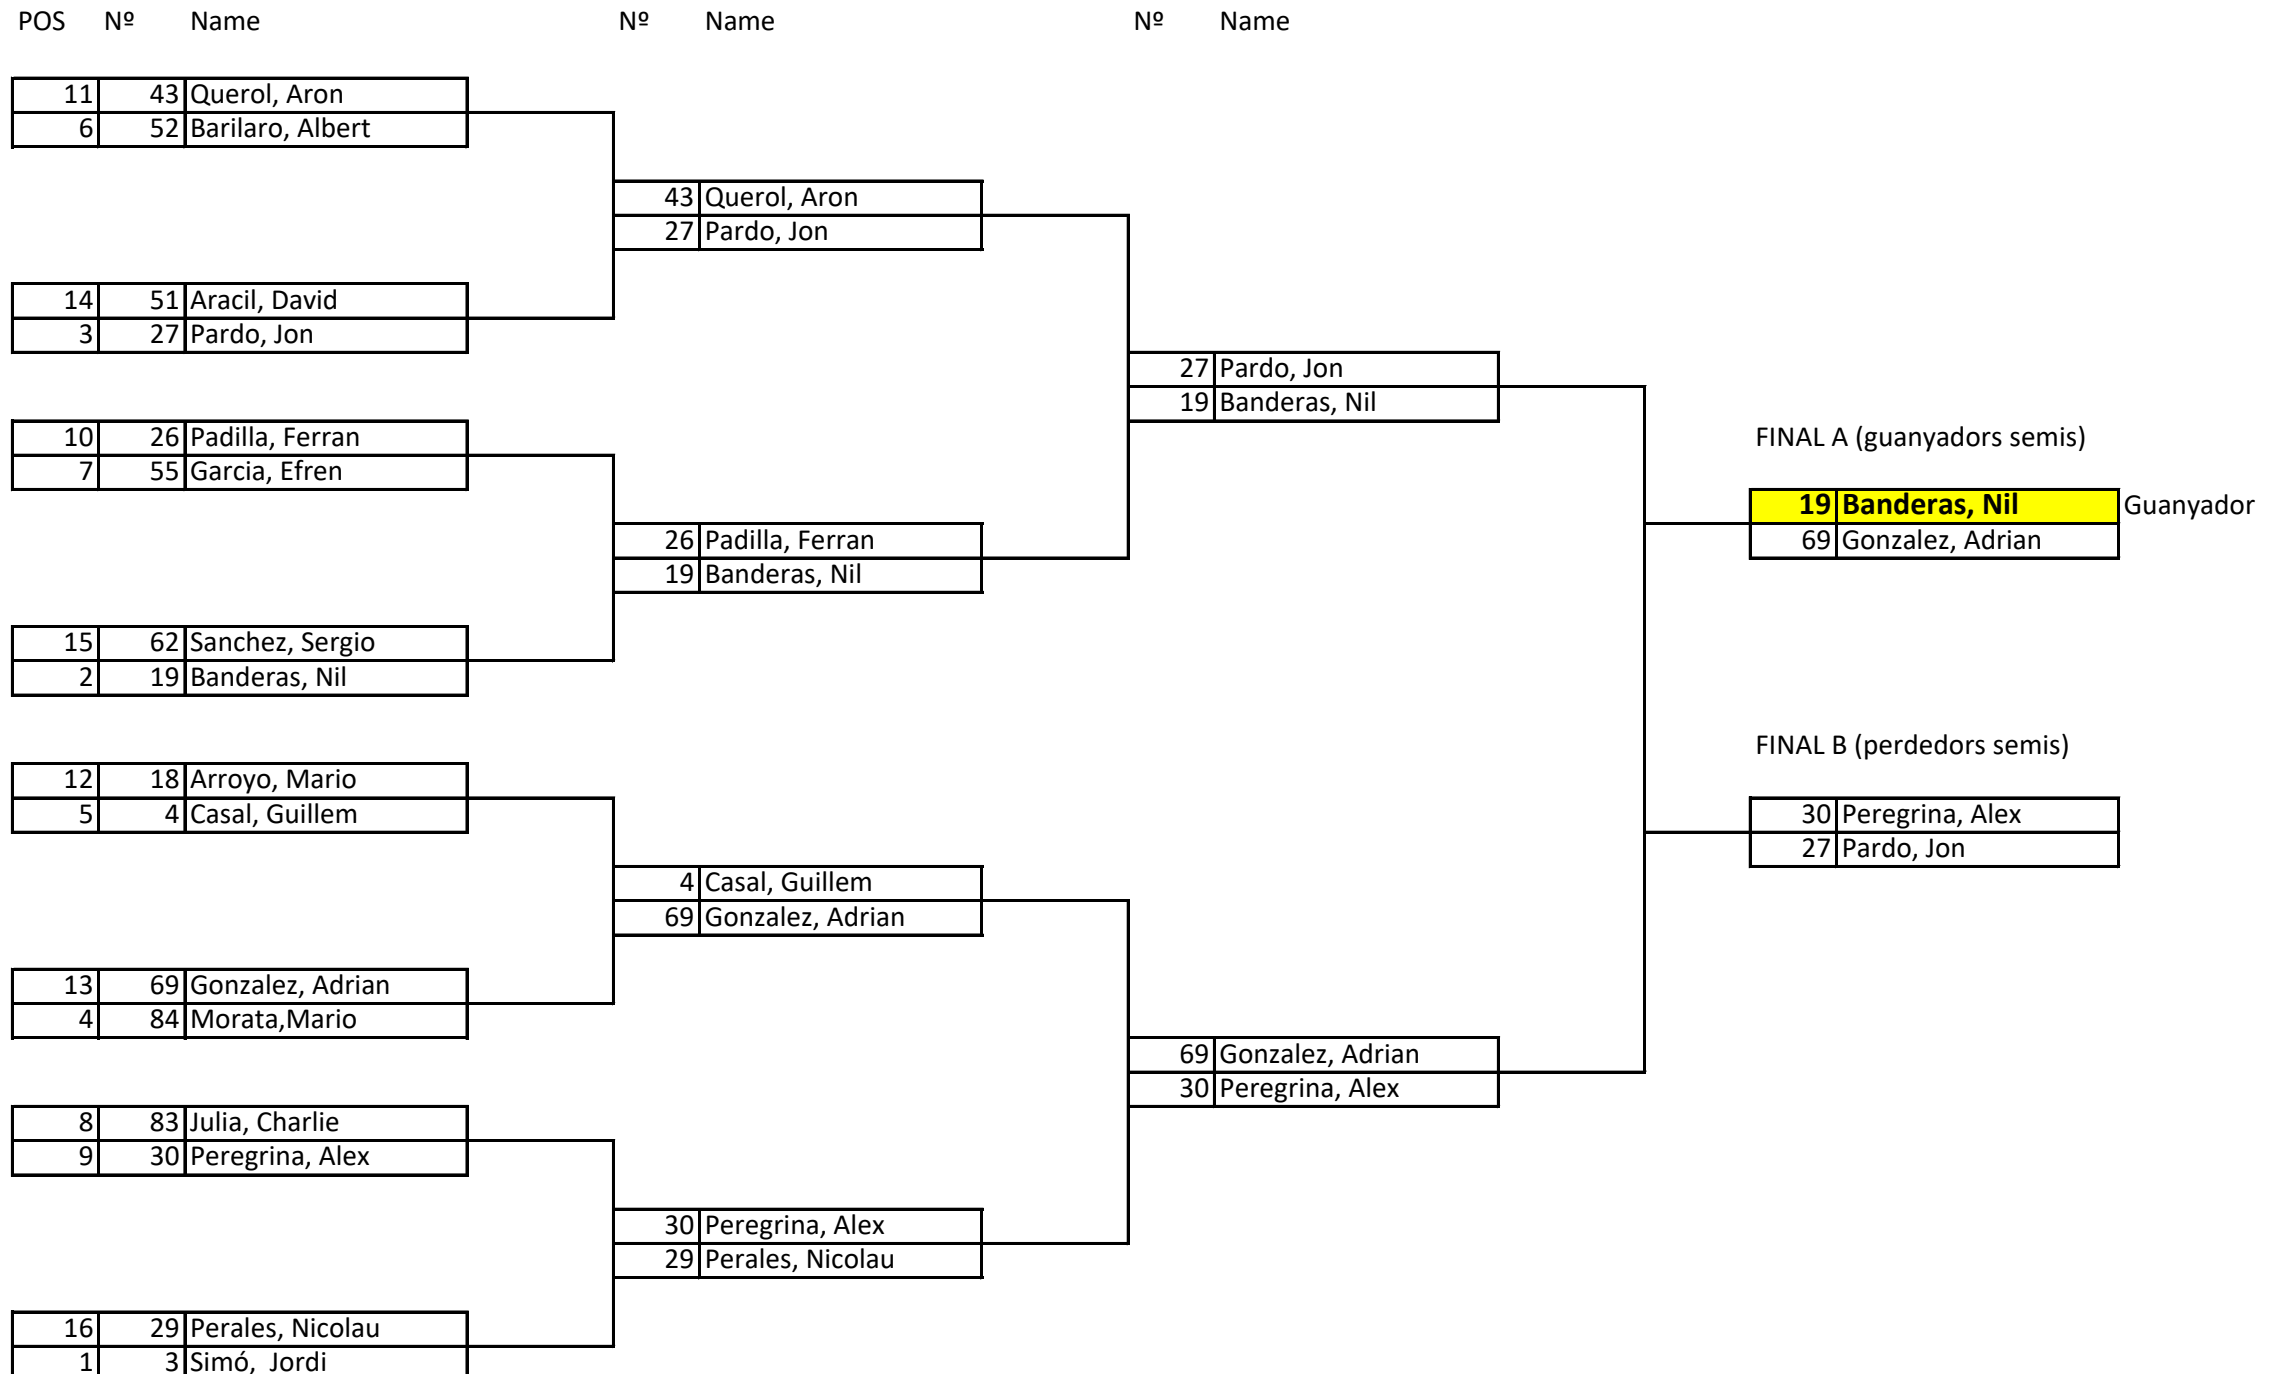 POS Nº Name Nº Name Nº Name
11 43 Querol, Aron
6 52 Barilaro, Albert
43 Querol, Aron
27 Pardo, Jon
14 51 Aracil, David
3 27 Pardo, Jon
27 Pardo, Jon
19 Banderas, Nil
10 26 Padilla, Ferran
7 55 Garcia, Efren
FINAL A (guanyadors semis)
19 Banderas, Nil Guanyador
69 Gonzalez, Adrian
26 Padilla, Ferran
19 Banderas, Nil
15 62 Sanchez, Sergio
2 19 Banderas, Nil
FINAL B (perdedors semis)
12 18 Arroyo, Mario
5 4 Casal, Guillem
30 Peregrina, Alex
27 Pardo, Jon
4 Casal, Guillem
69 Gonzalez, Adrian
13 69 Gonzalez, Adrian
4 84 Morata,Mario
69 Gonzalez, Adrian
30 Peregrina, Alex
8 83 Julia, Charlie
9 30 Peregrina, Alex
30 Peregrina, Alex
29 Perales, Nicolau
16 29 Perales, Nicolau
1 3 Simó, Jordi